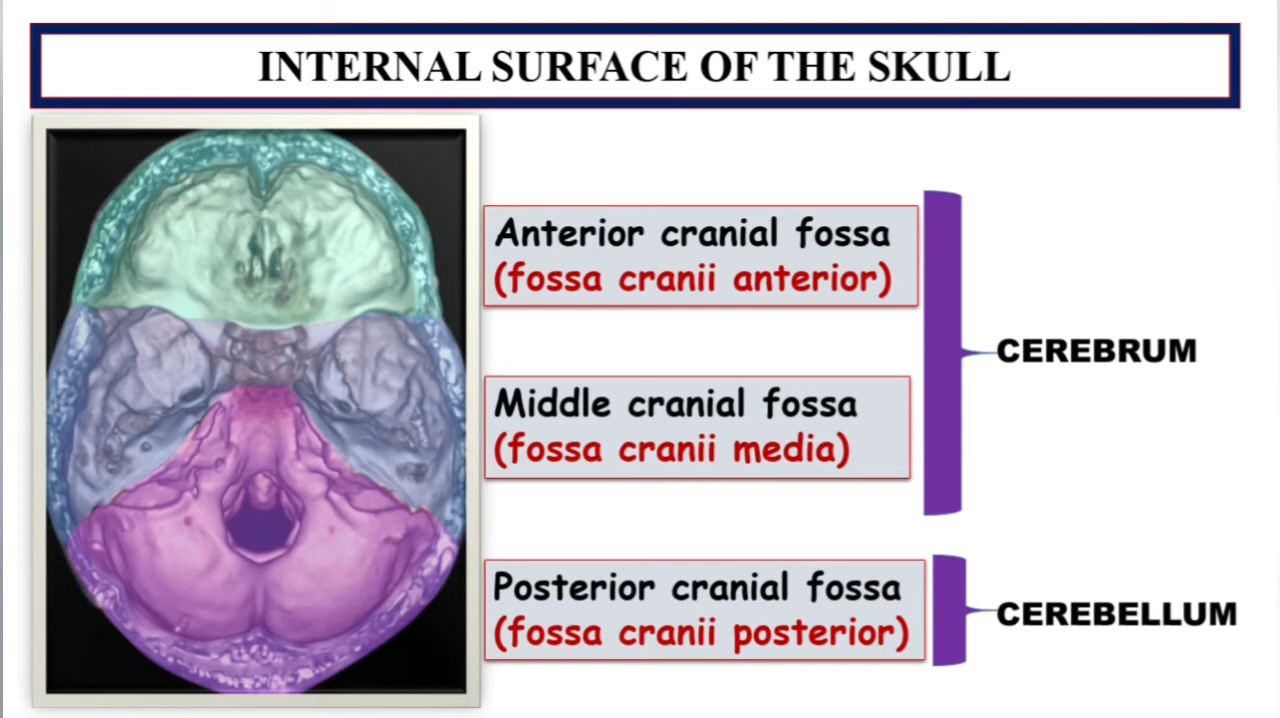 INTERNAL SURFACE OF THE SKULL
Anterior cranial fossa
(fossa cranii anterior)
CEREBRUM
Middle cranial fossa
(fossa cranii media)
Posterior cranial fossa
(fossa cranii posterior)
CEREBELLUM